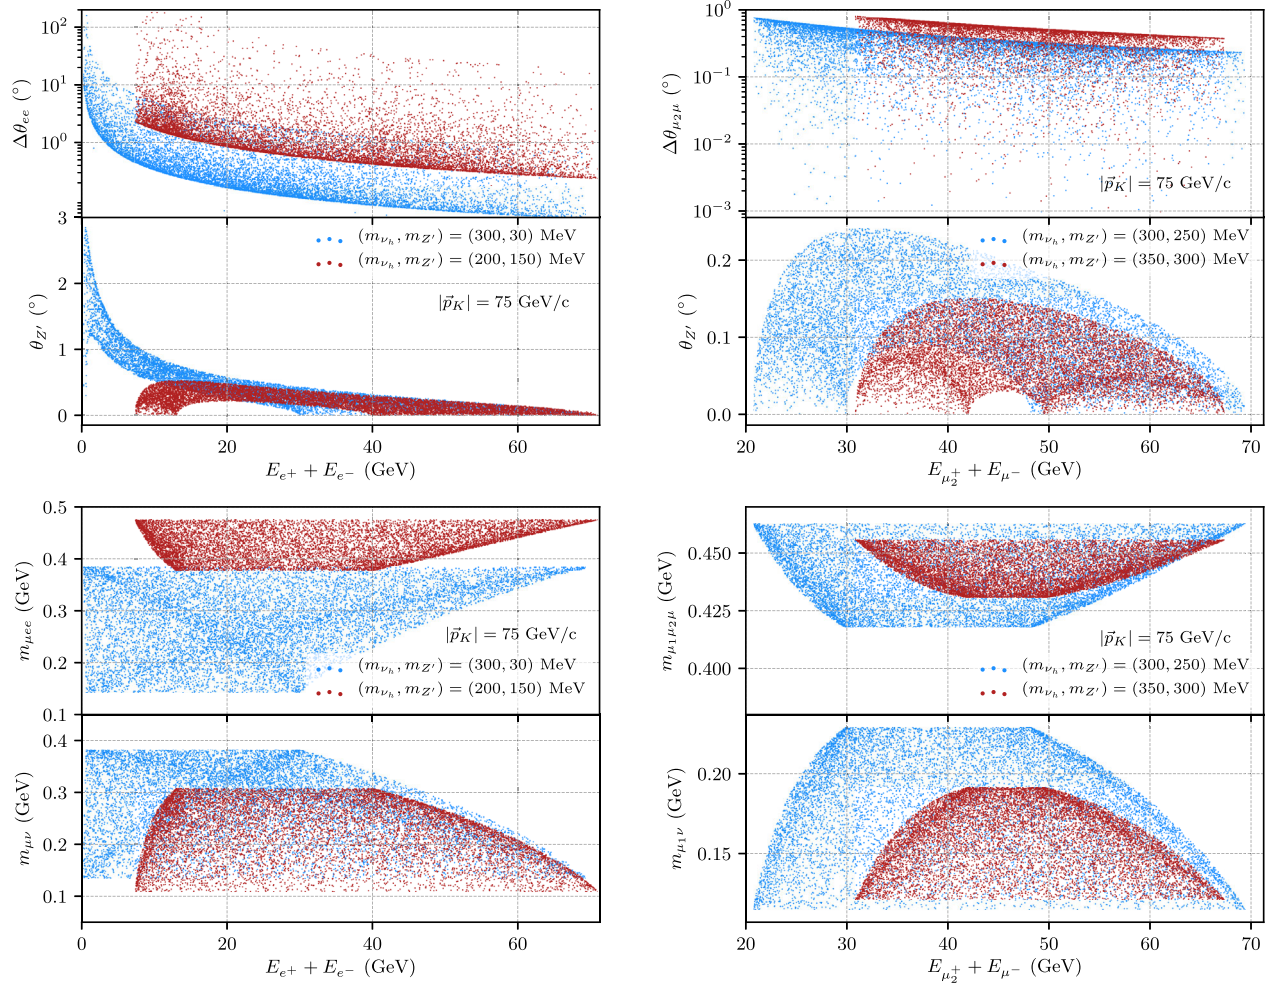 10²
10¹
10⁰
Δθ_ee (°)
3
2
1
0
θ_Z′ (°)
(m_νh, m_Z′) = (300, 30) MeV
(m_νh, m_Z′) = (200, 150) MeV
|p⃗_K| = 75 GeV/c
0 20 40 60
E_e⁺ + E_e⁻ (GeV)
10⁰
10⁻¹
10⁻²
10⁻³
Δθ_μ₂μ (°)
|p⃗_K| = 75 GeV/c
0.2
0.1
0.0
θ_Z′ (°)
(m_νh, m_Z′) = (300, 250) MeV
(m_νh, m_Z′) = (350, 300) MeV
20 30 40 50 60 70
E_μ₂⁺ + E_μ⁻ (GeV)
0.5
0.4
0.3
0.2
0.1
m_μee (GeV)
|p⃗_K| = 75 GeV/c
(m_νh, m_Z′) = (300, 30) MeV
(m_νh, m_Z′) = (200, 150) MeV
0.4
0.3
0.2
0.1
m_μν (GeV)
0 20 40 60
E_e⁺ + E_e⁻ (GeV)
0.450
0.425
0.400
m_μ₁μ₂μ (GeV)
|p⃗_K| = 75 GeV/c
(m_νh, m_Z′) = (300, 250) MeV
(m_νh, m_Z′) = (350, 300) MeV
0.20
0.15
m_μ₁ν (GeV)
20 30 40 50 60 70
E_μ₂⁺ + E_μ⁻ (GeV)